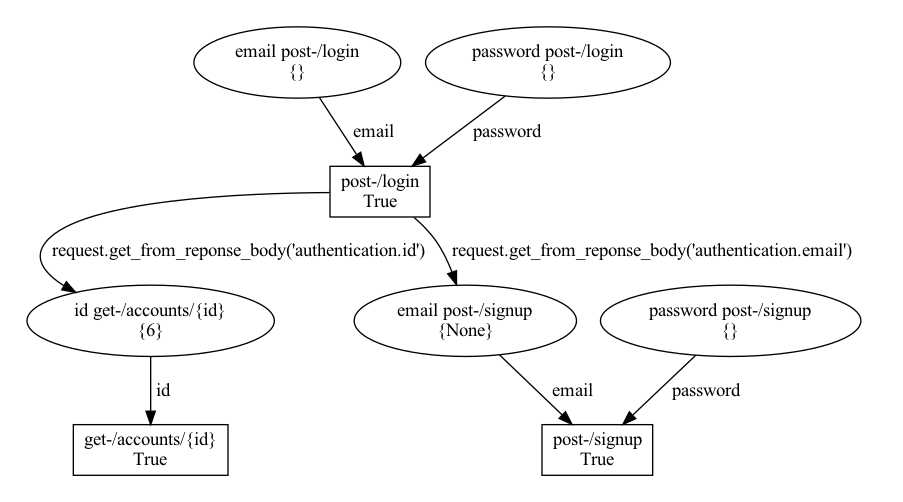 email post-/login
{}
password post-/login
{}
email
password
post-/login
True
request.get_from_reponse_body('authentication.id')
request.get_from_reponse_body('authentication.email')
id get-/accounts/{id}
{6}
email post-/signup
{None}
password post-/signup
{}
id
email
password
get-/accounts/{id}
True
post-/signup
True